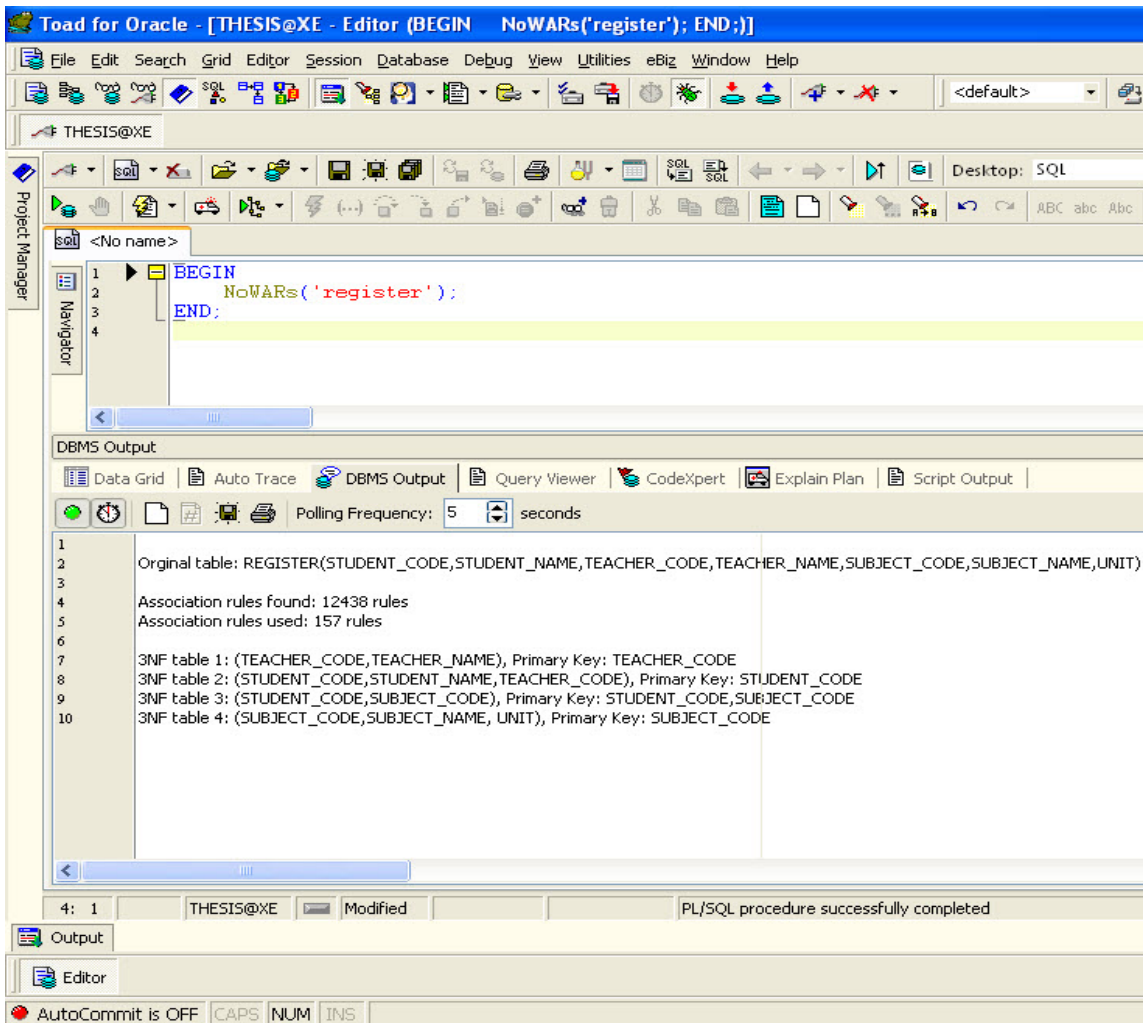 Toad for Oracle - [THESIS@XE - Editor (BEGIN NoWARs('register'); END;)]
File Edit Search Grid Editor Session Database Debug View Utilities eBiz Window Help
<default>
THESIS@XE
Project Manager
Desktop: SQL
ABC abc Abc
<No name>
Navigator
1 BEGIN
2 NoWARs('register');
3 END;
4
DBMS Output
Data Grid Auto Trace DBMS Output Query Viewer CodeXpert Explain Plan Script Output
Polling Frequency: 5 seconds
1
2 Orginal table: REGISTER(STUDENT_CODE,STUDENT_NAME,TEACHER_CODE,TEACHER_NAME,SUBJECT_CODE,SUBJECT_NAME,UNIT)
3
4 Association rules found: 12438 rules
5 Association rules used: 157 rules
6
7 3NF table 1: (TEACHER_CODE,TEACHER_NAME), Primary Key: TEACHER_CODE
8 3NF table 2: (STUDENT_CODE,STUDENT_NAME,TEACHER_CODE), Primary Key: STUDENT_CODE
9 3NF table 3: (STUDENT_CODE,SUBJECT_CODE), Primary Key: STUDENT_CODE,SUBJECT_CODE
10 3NF table 4: (SUBJECT_CODE,SUBJECT_NAME, UNIT), Primary Key: SUBJECT_CODE
4: 1 THESIS@XE Modified PL/SQL procedure successfully completed
Output
Editor
AutoCommit is OFF CAPS NUM INS